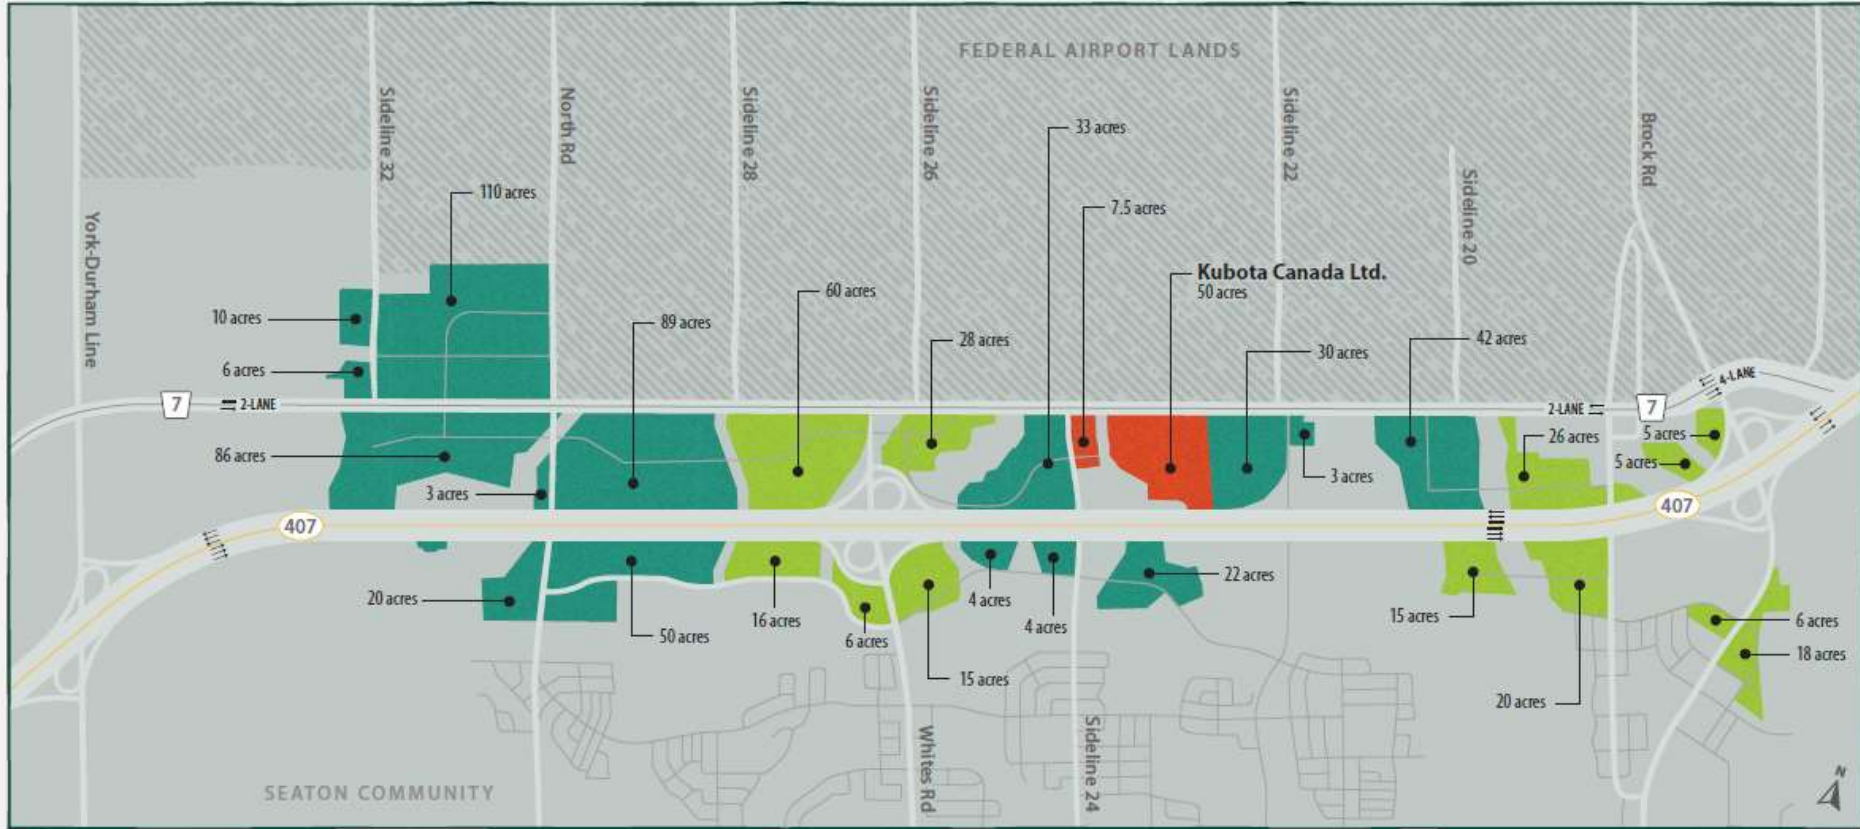 FEDERAL AIRPORT LANDS
Sideline 32
North Rd
Sideline 28
Sideline 26
Sideline 22
Brock Rd
33 acres
Sideline 20
110 acres
7.5 acres
York-Durham Line
Kubota Canada Ltd.
50 acres
60 acres
10 acres
89 acres
28 acres
42 acres
30 acres
6 acres
4-LANE
7
2-LANE
2-LANE
7
26 acres
5 acres
86 acres
5 acres
3 acres
3 acres
407
407
22 acres
20 acres
4 acres
15 acres
16 acres
4 acres
6 acres
50 acres
6 acres
18 acres
15 acres
20 acres
Whites Rd
Sideline 24
SEATON COMMUNITY
N